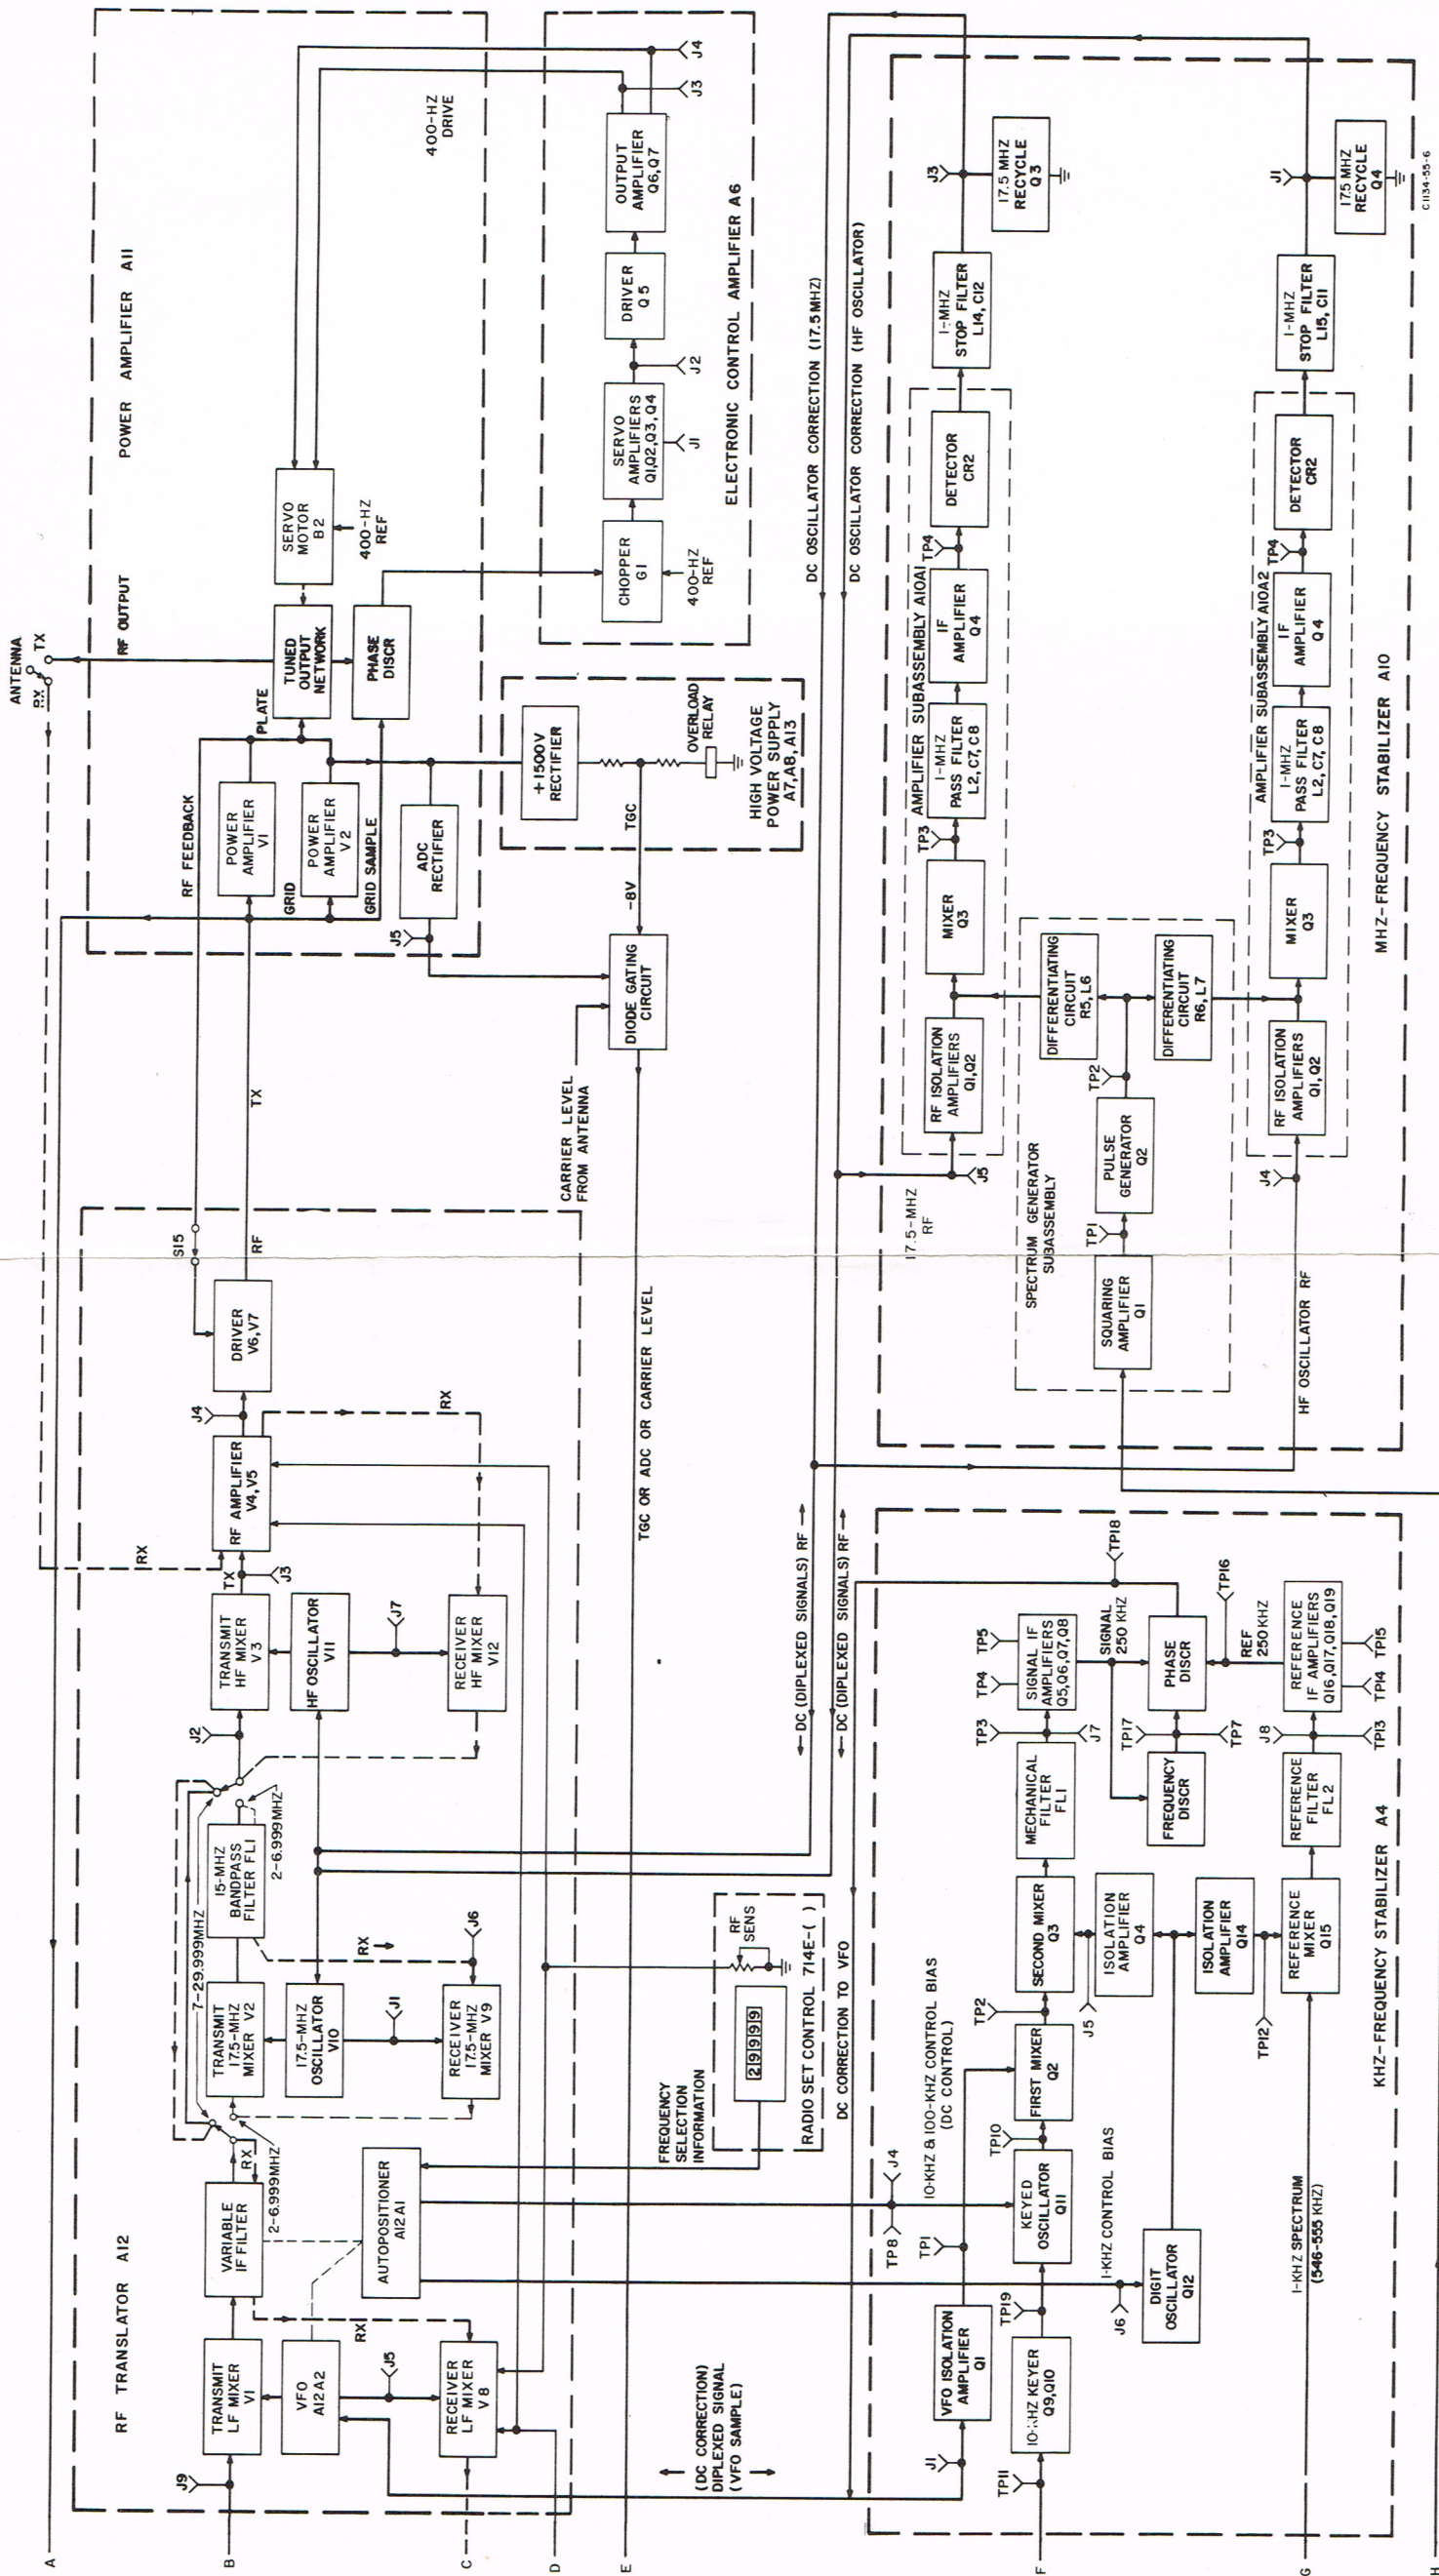 A
B
C
D
E
F
G
H
RF TRANSLATOR A12
J9
TRANSMIT
LF MIXER
V1
VFO
A12A2
J5
RECEIVER
LF MIXER
V8
RX
VARIABLE
IF FILTER
AUTOPOSITIONER
A12A1
RX
2-6.999MHZ
7-29.999MHZ
TRANSMIT
17.5-MHZ
MIXER V2
17.5-MHZ
OSCILLATOR
V10
J1
RECEIVER
17.5-MHZ
MIXER V9
J6
RX
15-MHZ
BANDPASS
FILTER FL1
2-6.999MHZ
J2
TRANSMIT
HF MIXER
V3
HF OSCILLATOR
V11
J7
RECEIVER
HF MIXER
V12
TX
J3
RX
RF AMPLIFIER
V4,V5
RX
J4
DRIVER
V6,V7
S15
RF
TX
ANTENNA
RX
TX
RF OUTPUT
POWER AMPLIFIER A11
RF FEEDBACK
POWER
AMPLIFIER
V1
GRID
POWER
AMPLIFIER
V2
GRID SAMPLE
ADC
RECTIFIER
J5
PLATE
TUNED
OUTPUT
NETWORK
PHASE
DISCR
SERVO
MOTOR
B2
400-HZ
REF
400-HZ
DRIVE
CHOPPER
G1
400-HZ
REF
SERVO
AMPLIFIERS
Q1,Q2,Q3,Q4
J1
J2
DRIVER
Q5
OUTPUT
AMPLIFIER
Q6,Q7
J3
J4
ELECTRONIC CONTROL AMPLIFIER A6
+1500V
RECTIFIER
OVERLOAD
RELAY
HIGH VOLTAGE
POWER SUPPLY
A7,A8,A13
TGC
-8V
DIODE GATING
CIRCUIT
CARRIER LEVEL
FROM ANTENNA
TGC OR ADC OR CARRIER LEVEL
FREQUENCY
SELECTION
INFORMATION
RF
SENS
29999
RADIO SET CONTROL 714E-( )
(DC CORRECTION)
DIPLEXED SIGNAL
(VFO SAMPLE)
DC (DIPLEXED SIGNALS) RF
DC (DIPLEXED SIGNALS) RF
DC CORRECTION TO VFO
DC OSCILLATOR CORRECTION (17.5MHZ)
DC OSCILLATOR CORRECTION (HF OSCILLATOR)
J1
VFO ISOLATION
AMPLIFIER
Q1
TP1
TP8
J4
10-KHZ & 100-KHZ CONTROL BIAS
(DC CONTROL)
TP11
10-KHZ KEYER
Q9,Q10
TP19
KEYED
OSCILLATOR
Q11
TP10
FIRST MIXER
Q2
TP2
SECOND MIXER
Q3
J5
ISOLATION
AMPLIFIER
Q4
ISOLATION
AMPLIFIER
Q14
TP12
REFERENCE
MIXER
Q15
1-KHZ CONTROL BIAS
J6
DIGIT
OSCILLATOR
Q12
1-KHZ SPECTRUM
(546-555 KHZ)
MECHANICAL
FILTER
FL1
TP3
J7
TP4
TP5
SIGNAL IF
AMPLIFIERS
Q5,Q6,Q7,Q8
SIGNAL
250 KHZ
FREQUENCY
DISCR
TP17
TP7
PHASE
DISCR
TP18
TP16
REF
250KHZ
REFERENCE
FILTER
FL2
J8
TP13
REFERENCE
IF AMPLIFIERS
Q16,Q17,Q18,Q19
TP14
TP15
KHZ-FREQUENCY STABILIZER A4
17.5-MHZ
RF
J5
RF ISOLATION
AMPLIFIERS
Q1,Q2
MIXER
Q3
TP3
1-MHZ
PASS FILTER
L2,C7,C8
IF
AMPLIFIER
Q4
TP4
DETECTOR
CR2
AMPLIFIER SUBASSEMBLY A10A1
1-MHZ
STOP FILTER
L14,C12
J3
17.5 MHZ
RECYCLE
Q3
SPECTRUM GENERATOR
SUBASSEMBLY
SQUARING
AMPLIFIER
Q1
TP1
PULSE
GENERATOR
Q2
TP2
DIFFERENTIATING
CIRCUIT
R5,L6
DIFFERENTIATING
CIRCUIT
R6,L7
HF OSCILLATOR RF
J4
RF ISOLATION
AMPLIFIERS
Q1,Q2
MIXER
Q3
TP3
1-MHZ
PASS FILTER
L2,C7,C8
IF
AMPLIFIER
Q4
TP4
DETECTOR
CR2
AMPLIFIER SUBASSEMBLY A10A2
1-MHZ
STOP FILTER
L15,C11
J1
17.5 MHZ
RECYCLE
Q4
MHZ-FREQUENCY STABILIZER A10
C1134-55-6